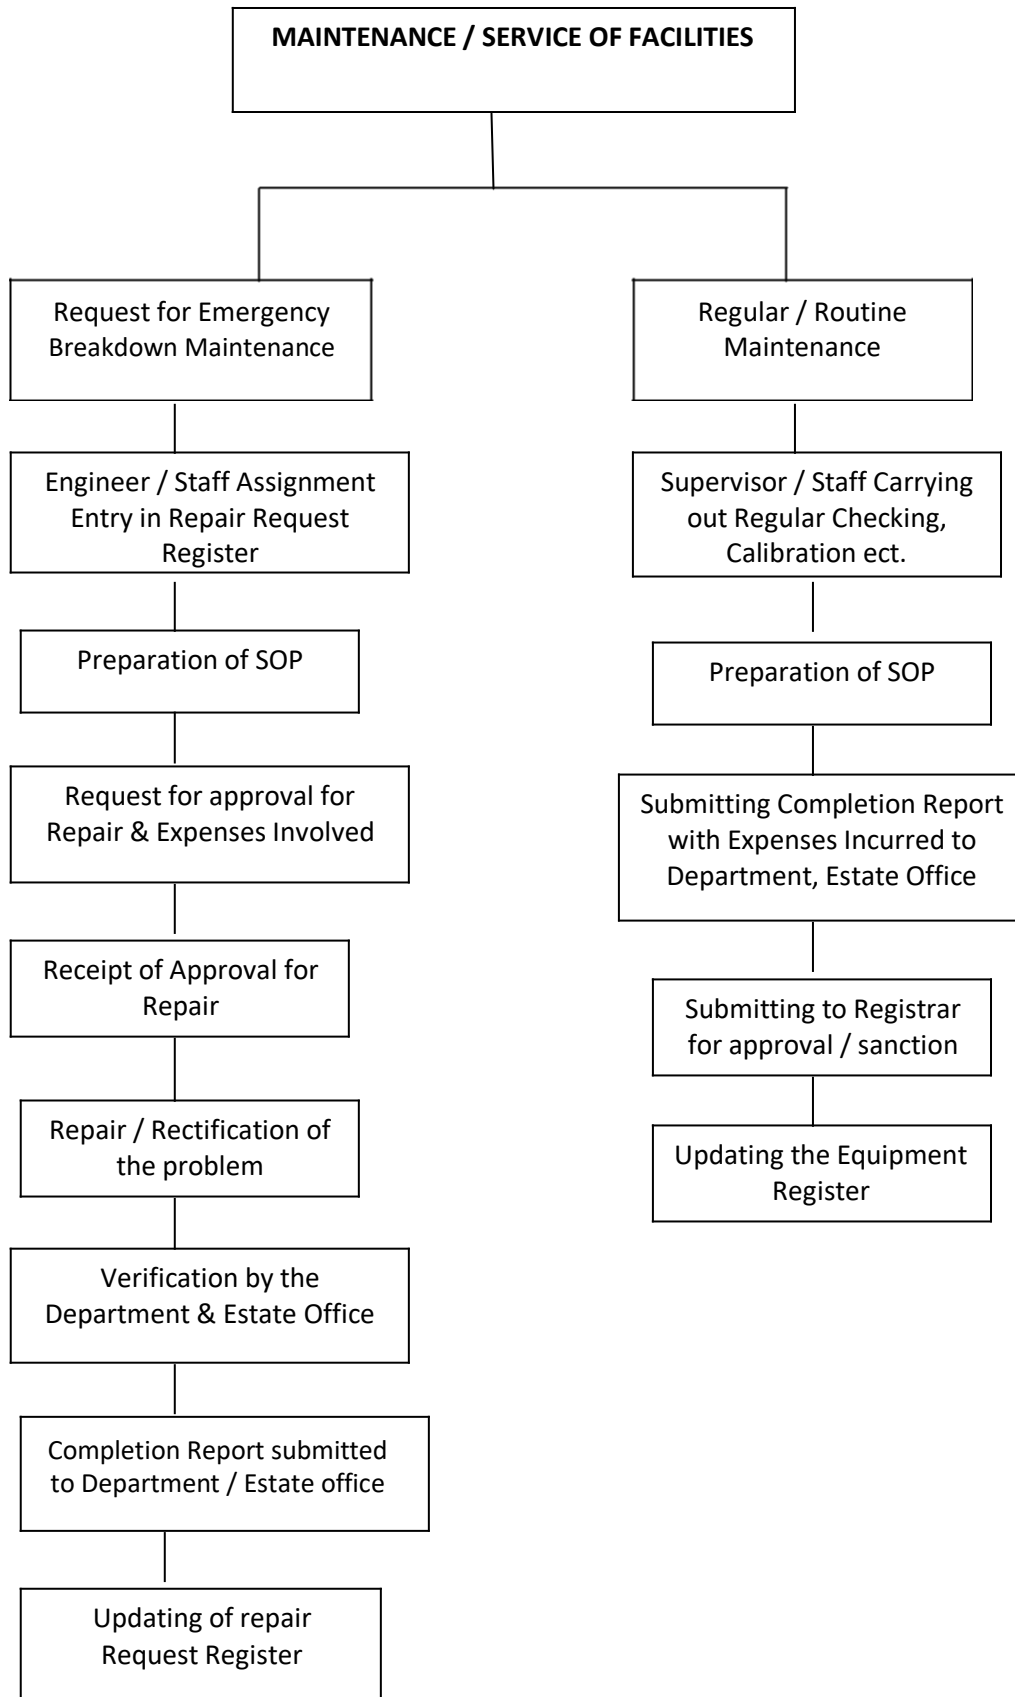 MAINTENANCE / SERVICE OF FACILITIES
Request for Emergency
Breakdown Maintenance
Engineer / Staff Assignment
Entry in Repair Request
Register
Preparation of SOP
Request for approval for
Repair & Expenses Involved
Receipt of Approval for
Repair
Repair / Rectification of
the problem
Verification by the
Department & Estate Office
Completion Report submitted
to Department / Estate office
Updating of repair
Request Register
Regular / Routine
Maintenance
Supervisor / Staff Carrying
out Regular Checking,
Calibration ect.
Preparation of SOP
Submitting Completion Report
with Expenses Incurred to
Department, Estate Office
Submitting to Registrar
for approval / sanction
Updating the Equipment
Register